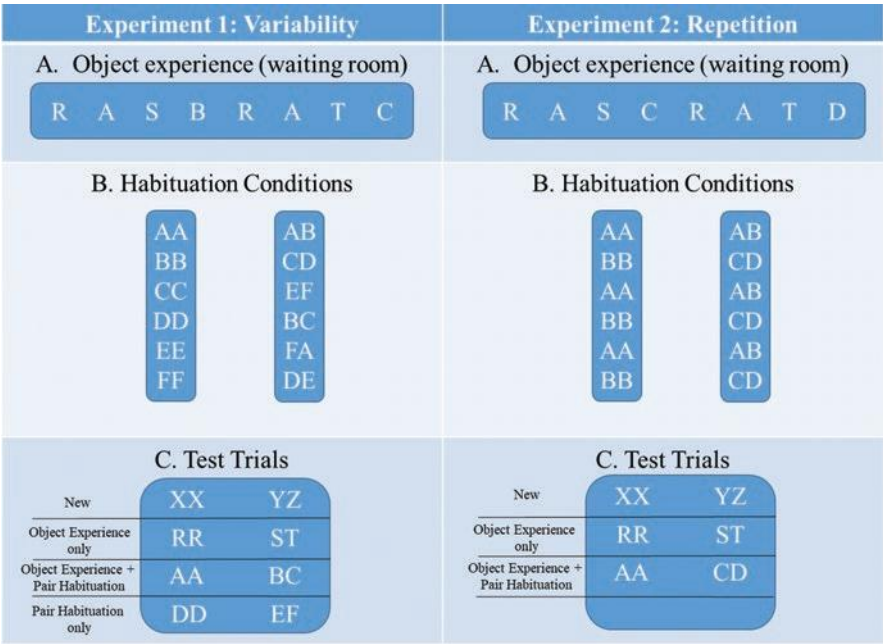 Experiment 1: Variability
A. Object experience (waiting room)
R A S B R A T C
B. Habituation Conditions
AA AB
BB CD
CC EF
DD BC
EE FA
FF DE
C. Test Trials
New XX YZ
Object Experience
only RR ST
Object Experience +
Pair Habituation AA BC
Pair Habituation
only DD EF
Experiment 2: Repetition
A. Object experience (waiting room)
R A S C R A T D
B. Habituation Conditions
AA AB
BB CD
AA AB
BB CD
AA AB
BB CD
C. Test Trials
New XX YZ
Object Experience
only RR ST
Object Experience +
Pair Habituation AA CD